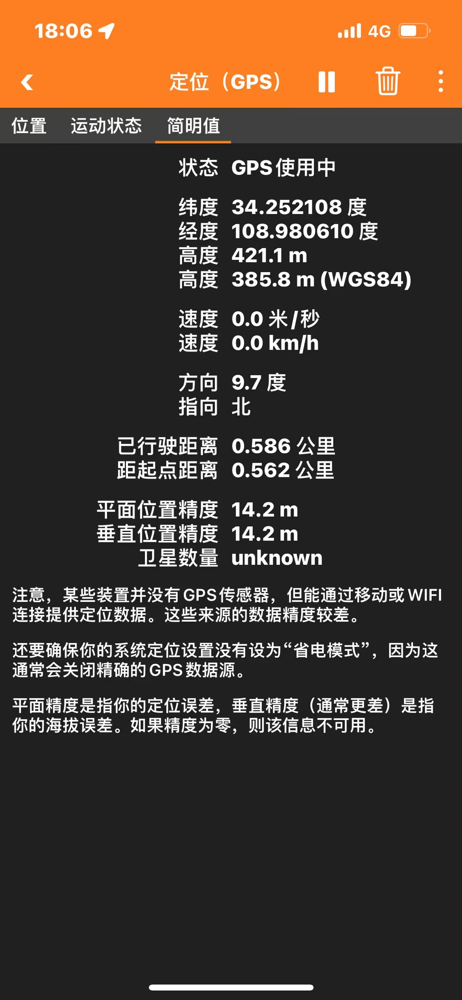 18:06 4G
定位（GPS）
位置 运动状态 简明值
状态 GPS使用中
纬度 34.252108 度
经度 108.980610 度
高度 421.1 m
高度 385.8 m (WGS84)
速度 0.0 米/秒
速度 0.0 km/h
方向 9.7 度
指向 北
已行驶距离 0.586 公里
距起点距离 0.562 公里
平面位置精度 14.2 m
垂直位置精度 14.2 m
卫星数量 unknown
注意，某些装置并没有GPS传感器，但能通过移动或WIFI
连接提供定位数据。这些来源的数据精度较差。
还要确保你的系统定位设置没有设为“省电模式”，因为这
通常会关闭精确的GPS数据源。
平面精度是指你的定位误差，垂直精度（通常更差）是指
你的海拔误差。如果精度为零，则该信息不可用。